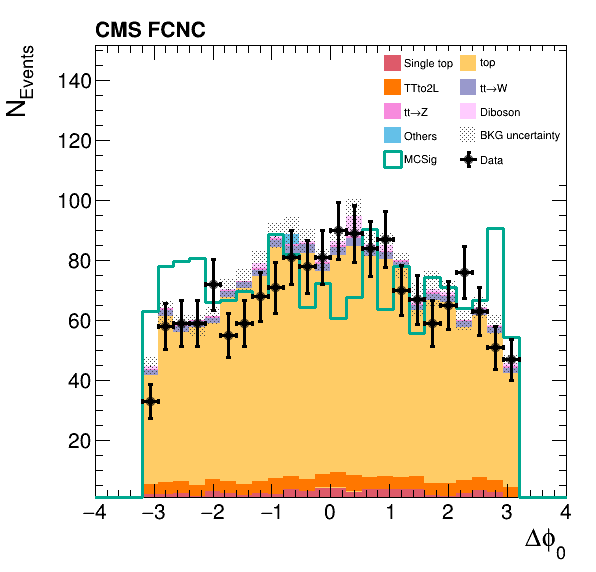 CMS FCNC
N_Events
140
120
100
80
60
40
20
Single top
top
TTto2L
tt→W
tt→Z
Diboson
Others
BKG uncertainty
MCSig
Data
−4 −3 −2 −1 0 1 2 3 4
Δϕ_0